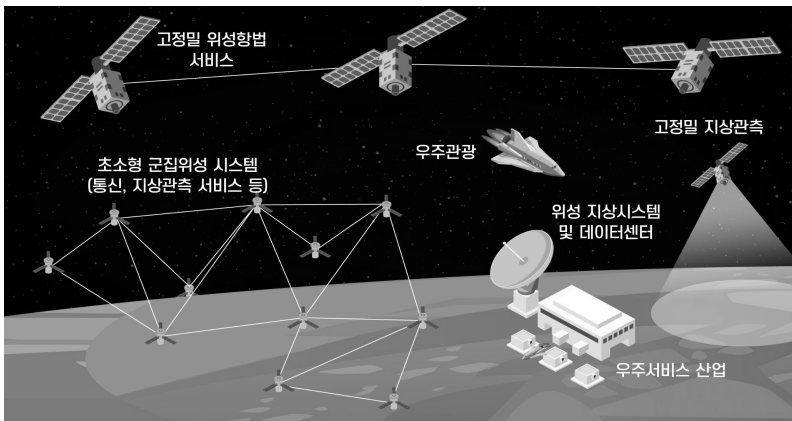 고정밀 위성항법
서비스
고정밀 지상관측
우주관광
초소형 군집위성 시스템
(통신, 지상관측 서비스 등)
위성 지상시스템
및 데이터센터
우주서비스 산업